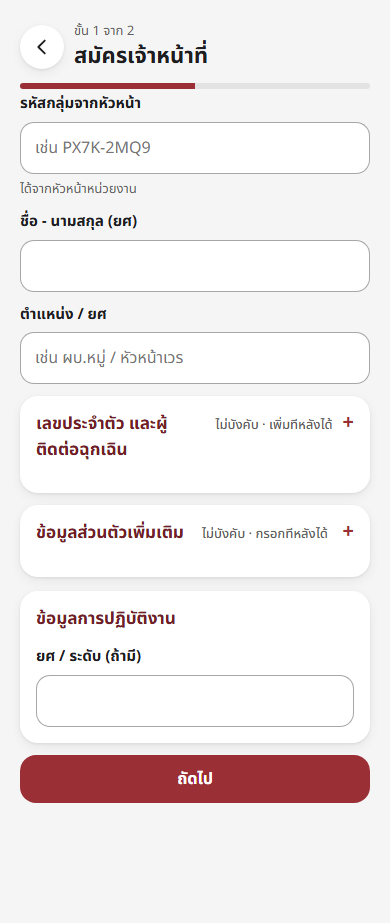 ขั้น 1 จาก 2
สมัครเจ้าหน้าที่
รหัสกลุ่มจากหัวหน้า
เช่น PX7K-2MQ9
ได้จากหัวหน้าหน่วยงาน
ชื่อ - นามสกุล (ยศ)
ตำแหน่ง / ยศ
เช่น ผบ.หมู่ / หัวหน้าเวร
เลขประจำตัว และผู้
ติดต่อฉุกเฉิน
ไม่บังคับ · เพิ่มทีหลังได้ +
ข้อมูลส่วนตัวเพิ่มเติม ไม่บังคับ · กรอกทีหลังได้ +
ข้อมูลการปฏิบัติงาน
ยศ / ระดับ (ถ้ามี)
ถัดไป